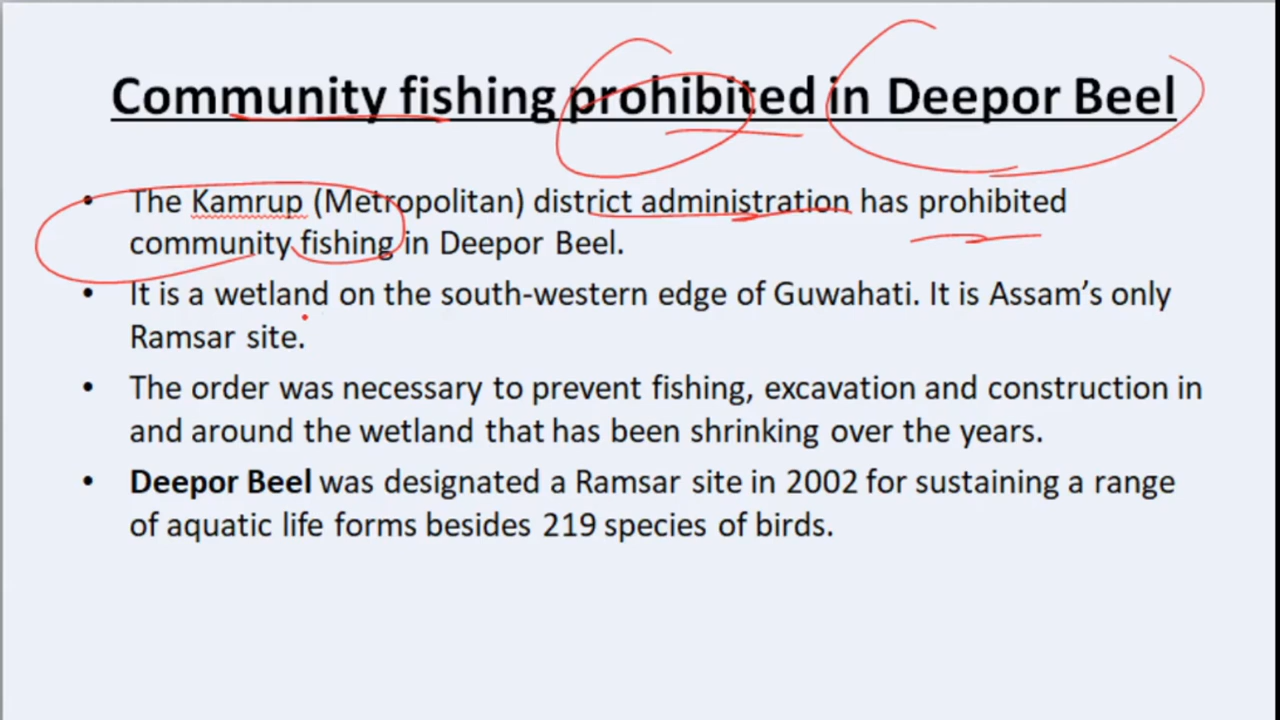 Community fishing prohibited in Deepor Beel
• The Kamrup (Metropolitan) district administration has prohibited
community fishing in Deepor Beel.
• It is a wetland on the south-western edge of Guwahati. It is Assam’s only
Ramsar site.
• The order was necessary to prevent fishing, excavation and construction in
and around the wetland that has been shrinking over the years.
• Deepor Beel was designated a Ramsar site in 2002 for sustaining a range
of aquatic life forms besides 219 species of birds.